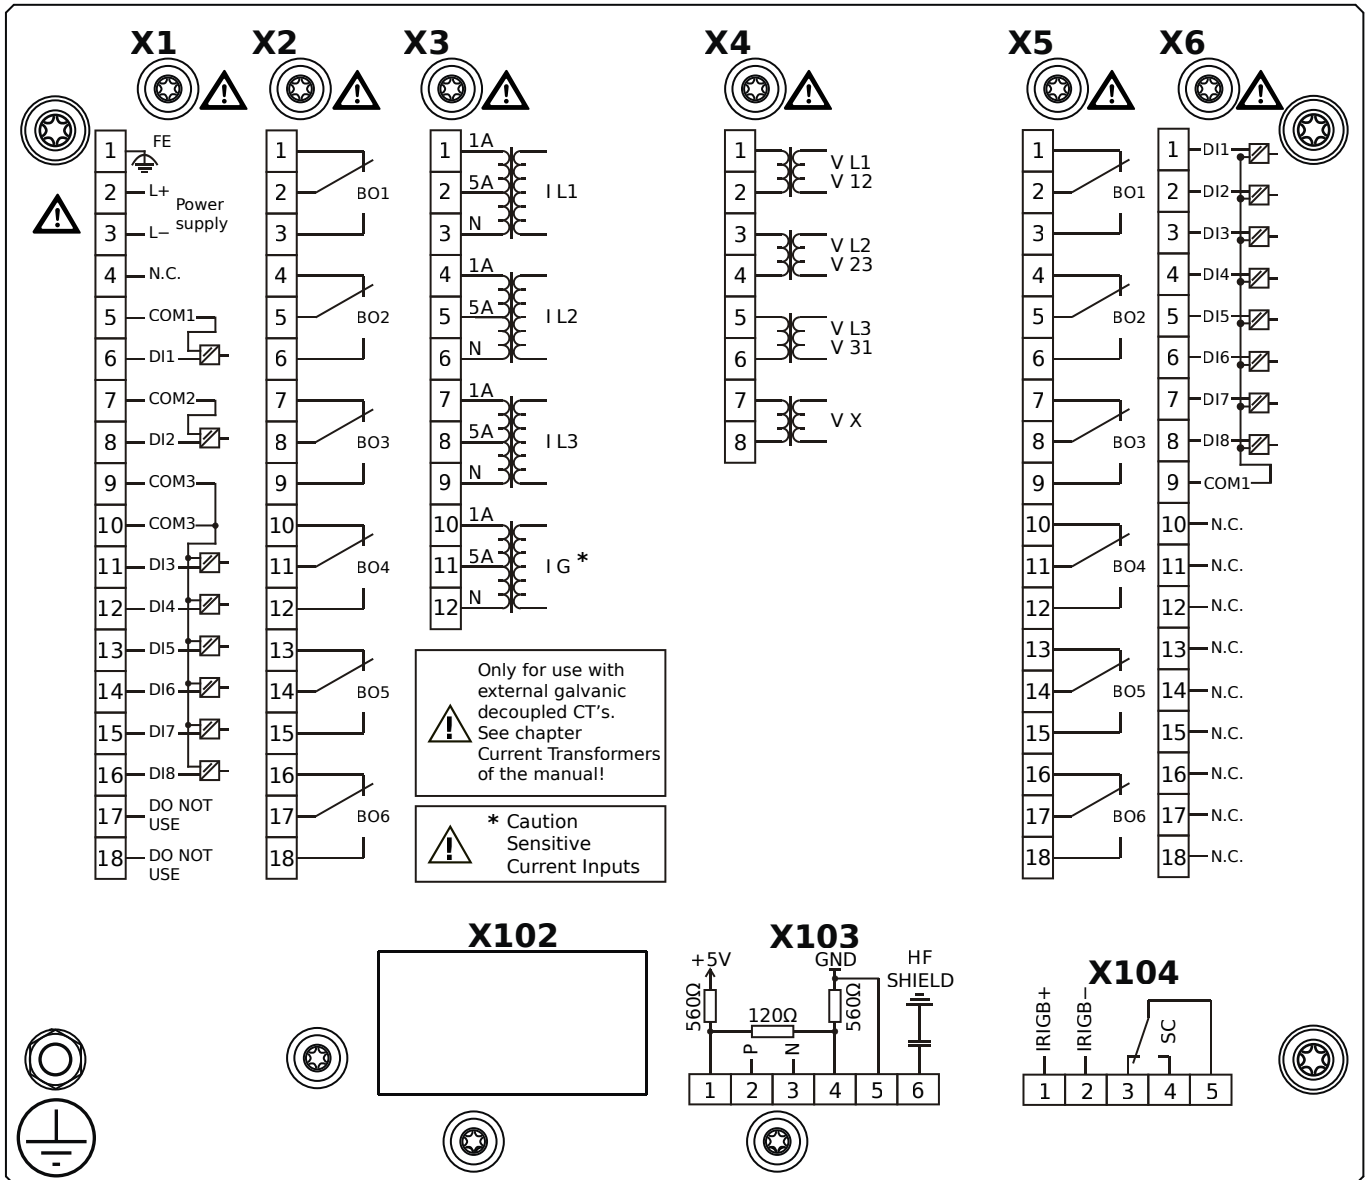 X1
1 FE
2 L+
Power
supply
3 L−
4 N.C.
5 COM1
6 DI1
7 COM2
8 DI2
9 COM3
10 COM3
11 DI3
12 DI4
13 DI5
14 DI6
15 DI7
16 DI8
17 DO NOT
USE
18 DO NOT
USE
X2
1
2 BO1
3
4
5 BO2
6
7
8 BO3
9
10
11 BO4
12
13
14 BO5
15
16
17 BO6
18
X3
1 1A
2 5A I L1
3 N
4 1A
5 5A I L2
6 N
7 1A
8 5A I L3
9 N
10 1A
11 5A I G *
12 N
Only for use with
external galvanic
decoupled CT's.
See chapter
Current Transformers
of the manual!
* Caution
Sensitive
Current Inputs
X4
1 V L1
2 V 12
3 V L2
4 V 23
5 V L3
6 V 31
7 V X
8
X5
1
2 BO1
3
4
5 BO2
6
7
8 BO3
9
10
11 BO4
12
13
14 BO5
15
16
17 BO6
18
X6
1 DI1
2 DI2
3 DI3
4 DI4
5 DI5
6 DI6
7 DI7
8 DI8
9 COM1
10 N.C.
11 N.C.
12 N.C.
13 N.C.
14 N.C.
15 N.C.
16 N.C.
17 N.C.
18 N.C.
X102
X103
+5V GND HF
SHIELD
560Ω 120Ω 560Ω
P N
1 2 3 4 5 6
X104
IRIGB+ IRIGB− SC
1 2 3 4 5